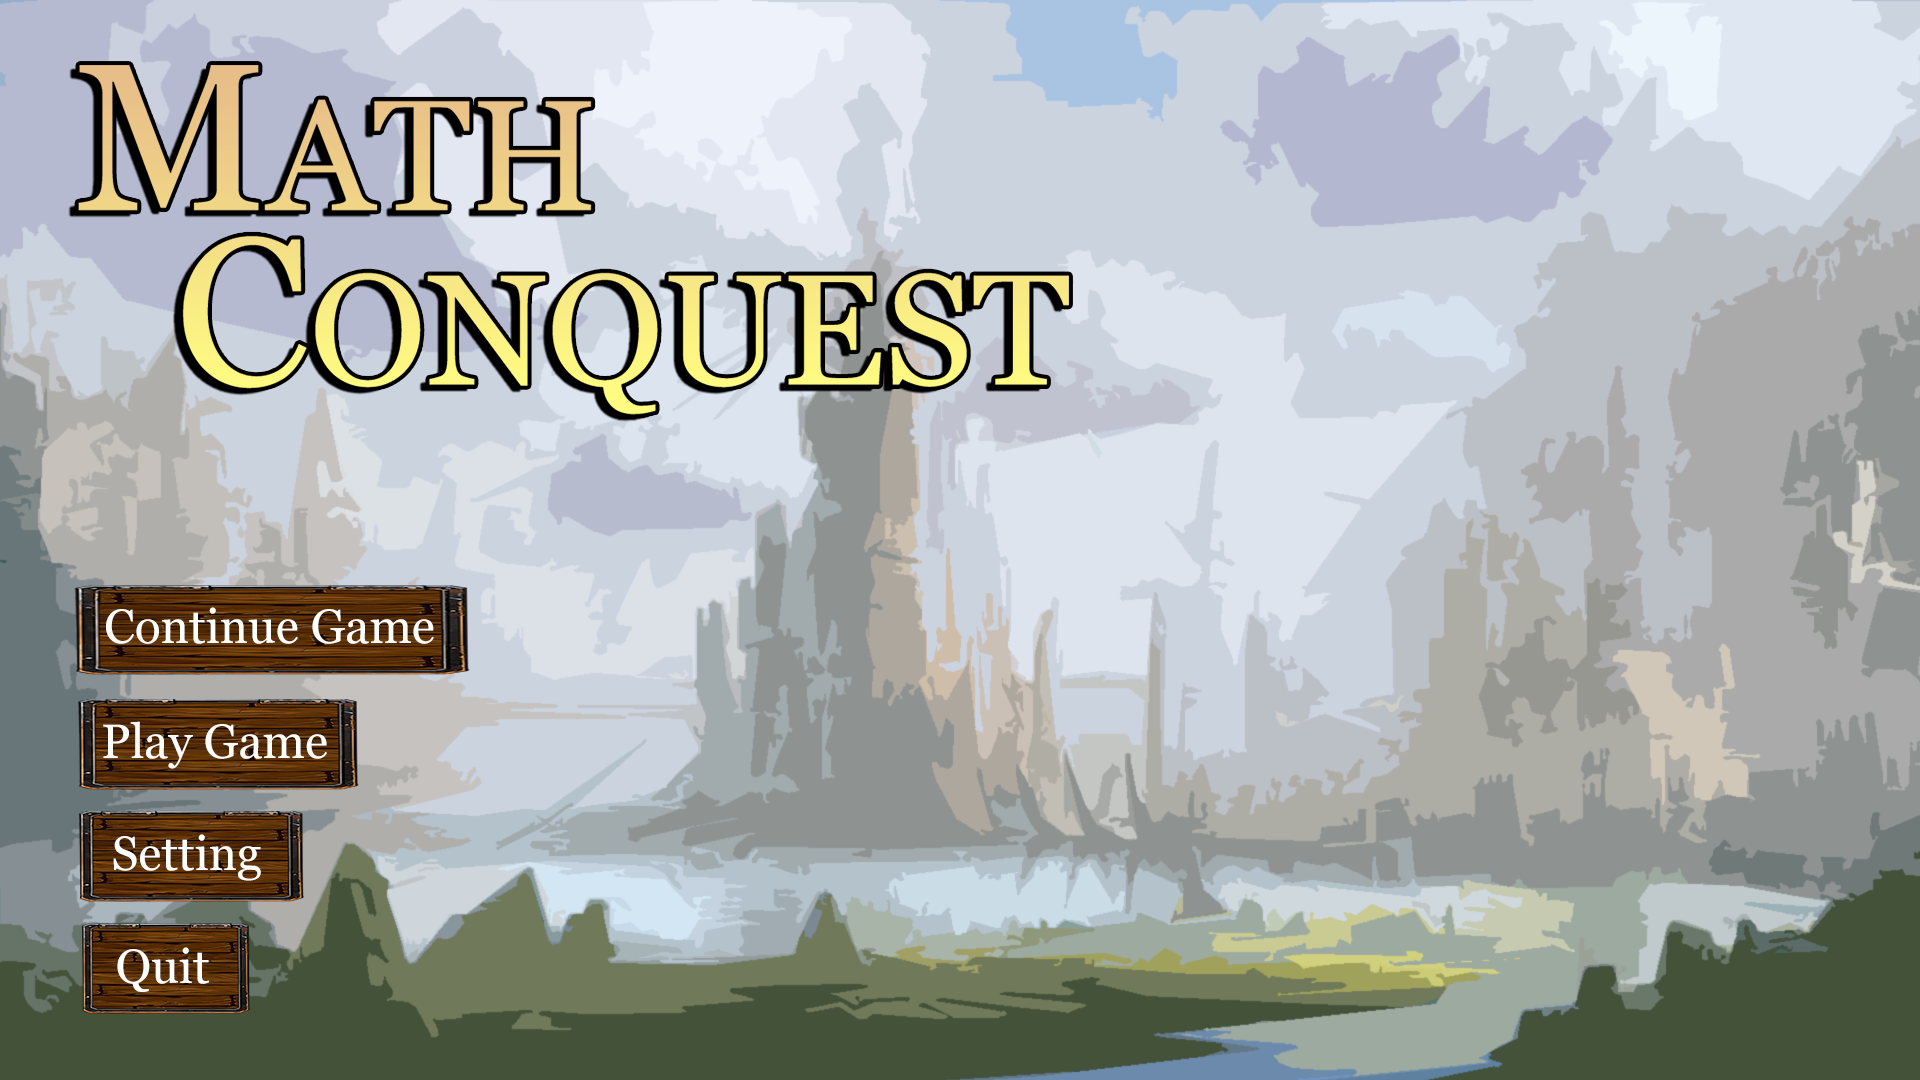 Math
Conquest
Continue Game
Play Game
Setting
Quit